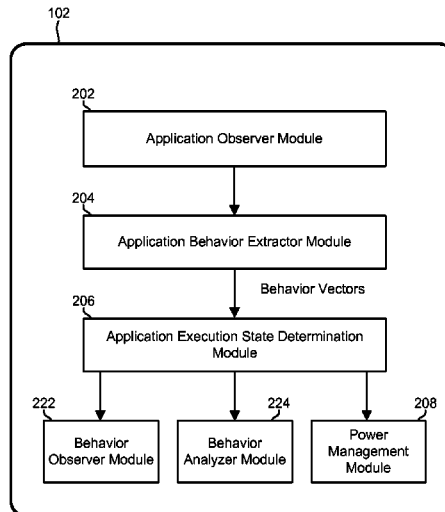 102
202
Application Observer Module
204
Application Behavior Extractor Module
Behavior Vectors
206
Application Execution State Determination
Module
222
Behavior
Observer Module
224
Behavior
Analyzer Module
208
Power
Management
Module